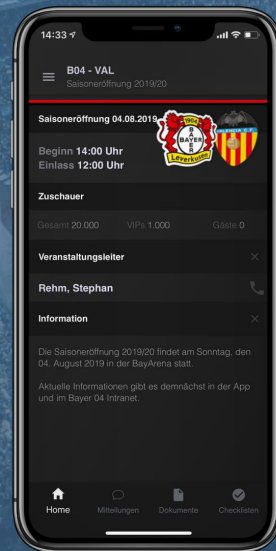 14:33
B04 - VAL
Saisoneröffnung 2019/20
Saisoneröffnung 04.08.2019
1904
BAYER
BAYER
Leverkusen
VALENCIA C.F.
Beginn 14:00 Uhr
Einlass 12:00 Uhr
Zuschauer
Gesamt 20.000 VIPs 1.000 Gäste 0
Veranstaltungsleiter
Rehm, Stephan
Information
Die Saisoneröffnung 2019/20 findet am Sonntag, den
04. August 2019 in der BayArena statt.
Aktuelle Informationen gibt es demnächst in der App
und im Bayer 04 Intranet.
Home Mitteilungen Dokumente Checklisten